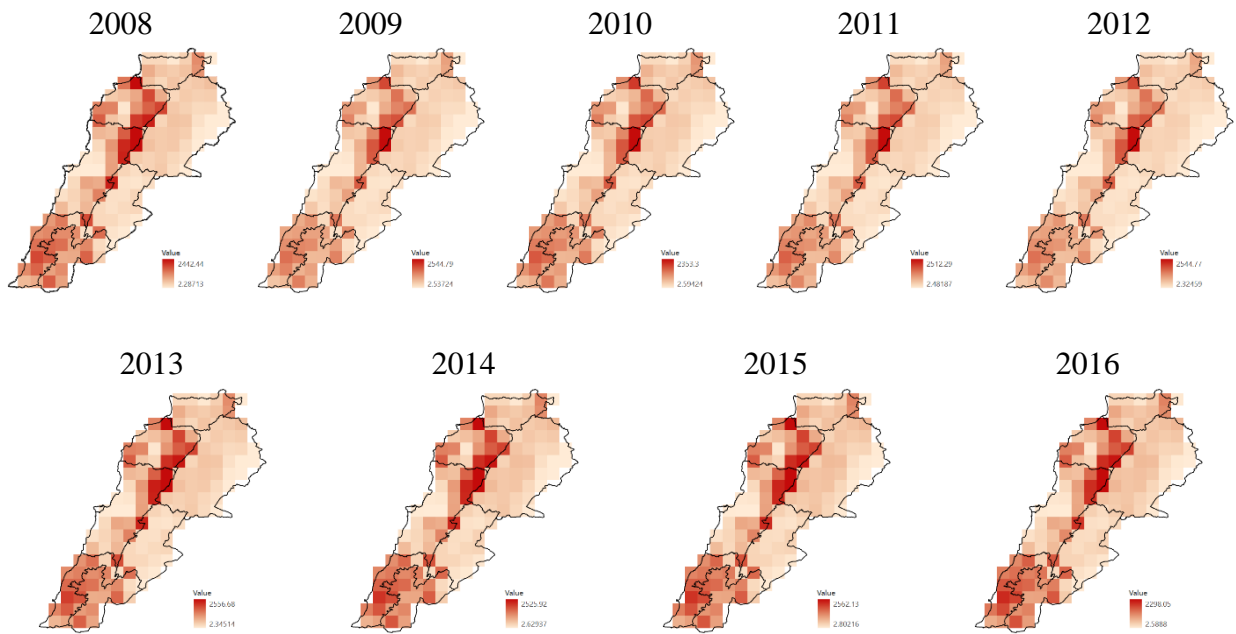 2008 2009 2010 2011 2012
Value Value Value Value Value
2442.44 2544.79 2353.3 2512.29 2544.77
2.28713 2.53724 2.59424 2.48187 2.32459
2013 2014 2015 2016
Value Value Value Value
2556.68 2525.92 2562.13 2298.05
2.34514 2.62937 2.80216 2.5888